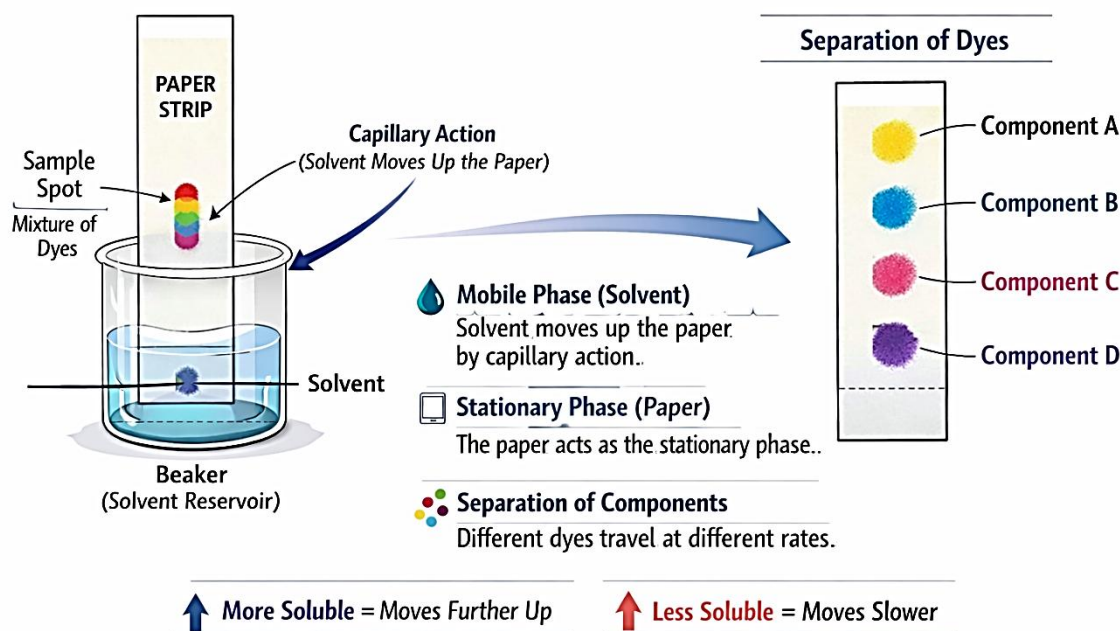 Separation of Dyes
PAPER
STRIP
Capillary Action
(Solvent Moves Up the Paper)
Sample
Spot
Mixture of
Dyes
Component A
Component B
Component C
Component D
Mobile Phase (Solvent)
Solvent moves up the paper.
by capillary action..
Solvent
Stationary Phase (Paper)
The paper acts as the stationary phase..
Beaker
(Solvent Reservoir)
Separation of Components
Different dyes travel at different rates.
More Soluble = Moves Further Up
Less Soluble = Moves Slower